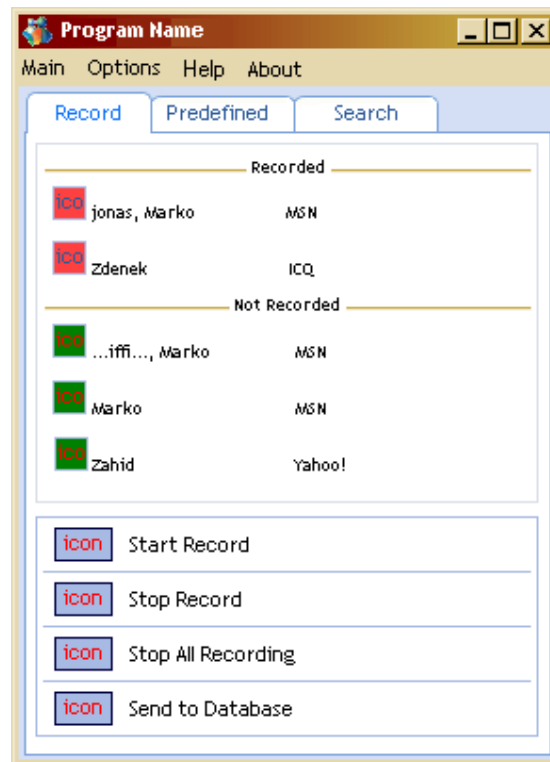 Program Name
Main Options Help About
Record Predefined Search
Recorded
ico jonas, Marko MSN
ico Zdenek ICQ
Not Recorded
ico ...iffi..., Marko MSN
ico Marko MSN
ico Zahid Yahoo!
icon Start Record
icon Stop Record
icon Stop All Recording
icon Send to Database